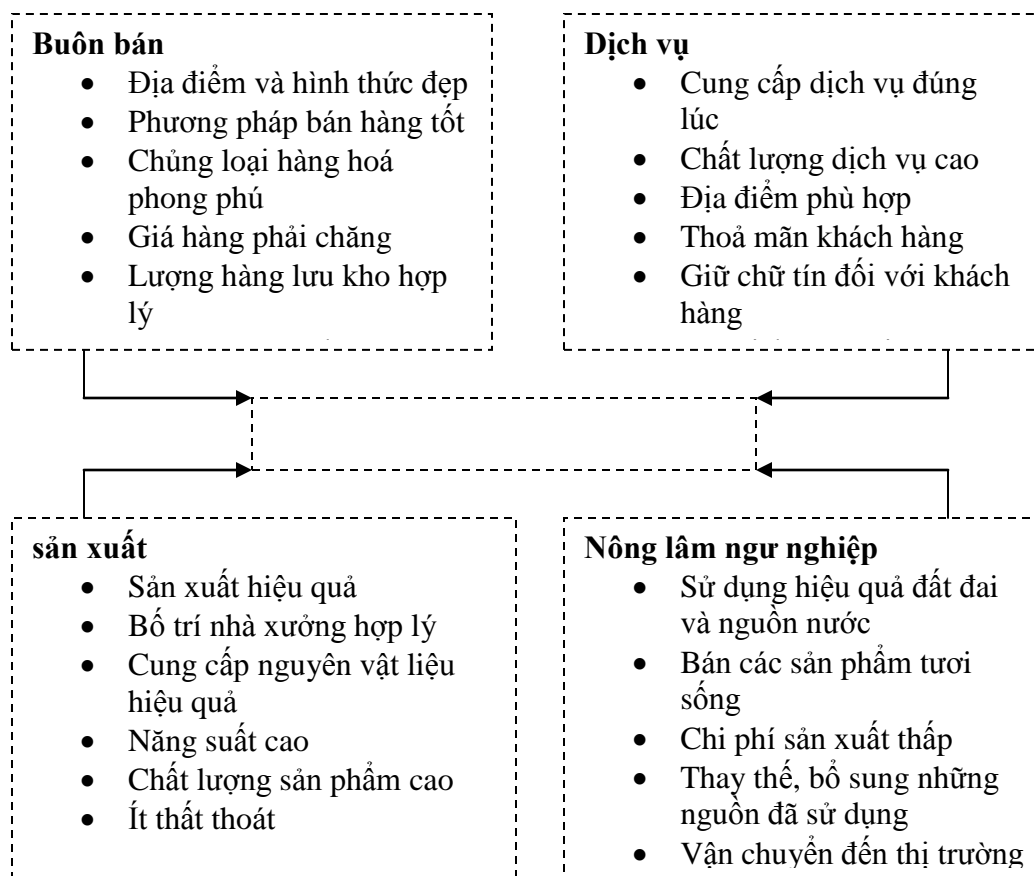 Buôn bán
• Địa điểm và hình thức đẹp
• Phương pháp bán hàng tốt
• Chủng loại hàng hoá
phong phú
• Giá hàng phải chăng
• Lượng hàng lưu kho hợp
lý
Dịch vụ
• Cung cấp dịch vụ đúng
lúc
• Chất lượng dịch vụ cao
• Địa điểm phù hợp
• Thoả mãn khách hàng
• Giữ chữ tín đối với khách
hàng
sản xuất
• Sản xuất hiệu quả
• Bố trí nhà xưởng hợp lý
• Cung cấp nguyên vật liệu
hiệu quả
• Năng suất cao
• Chất lượng sản phẩm cao
• Ít thất thoát
Nông lâm ngư nghiệp
• Sử dụng hiệu quả đất đai
và nguồn nước
• Bán các sản phẩm tươi
sống
• Chi phí sản xuất thấp
• Thay thế, bổ sung những
nguồn đã sử dụng
• Vận chuyển đến thị trường